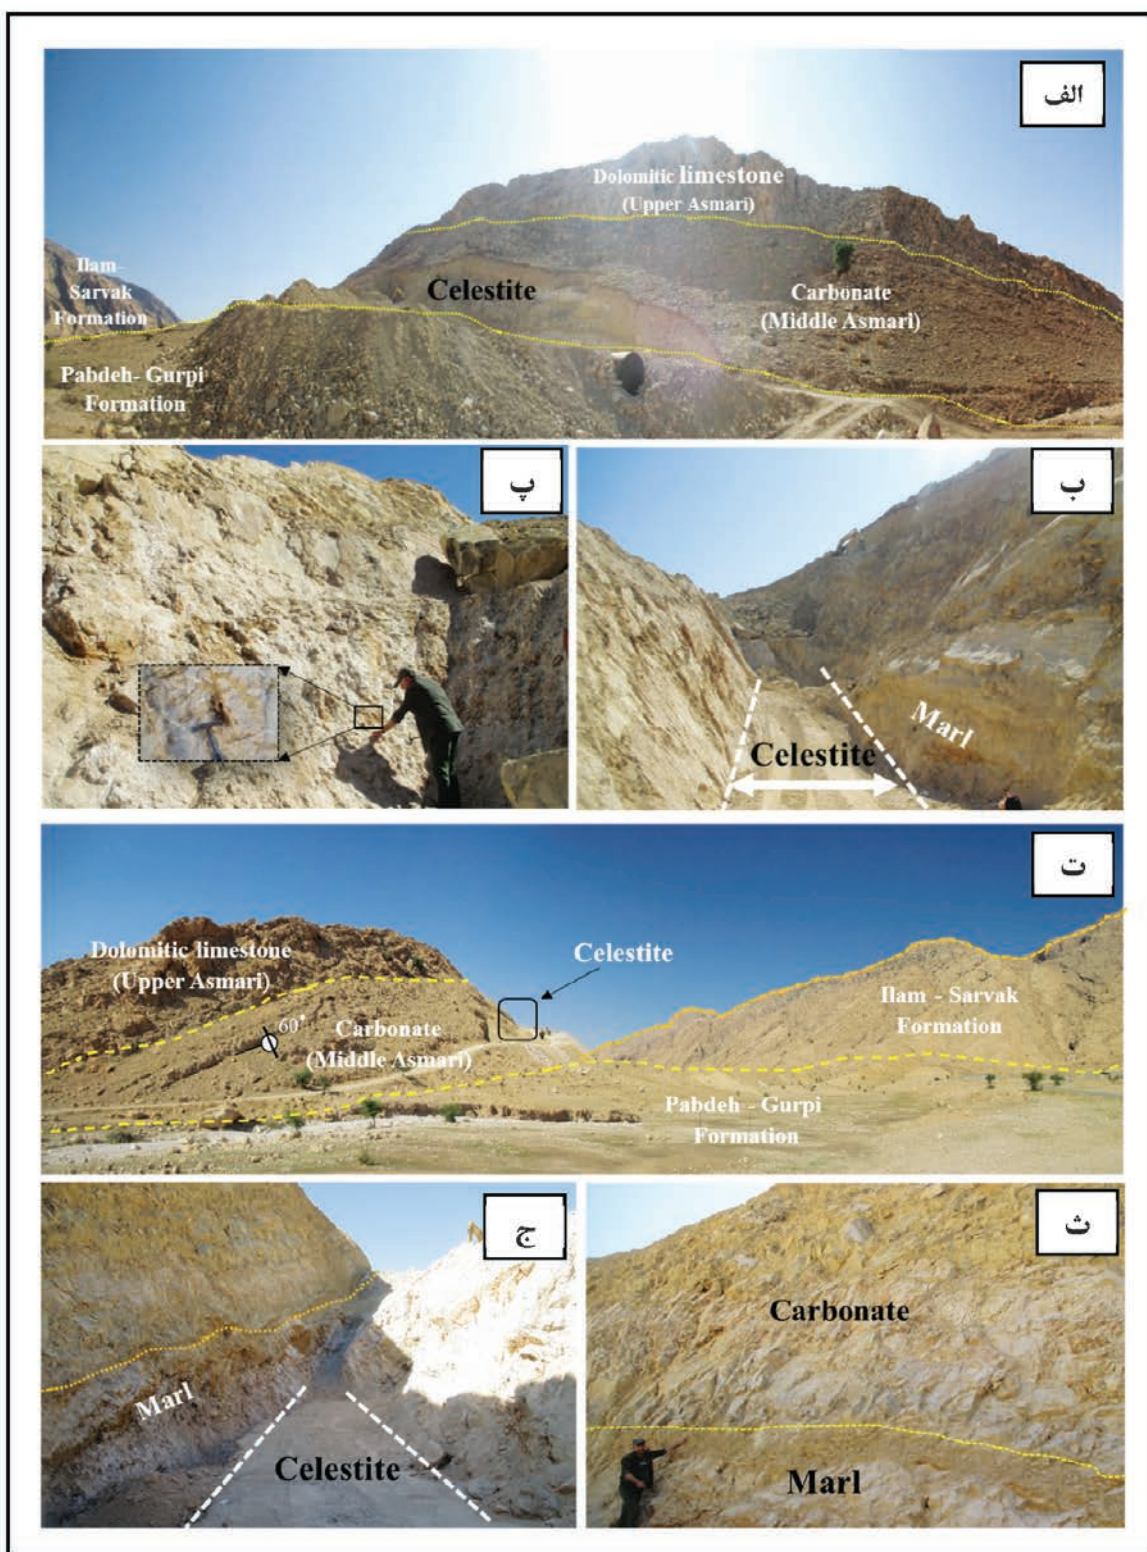 الف
Dolomitic limestone
(Upper Asmari)
Ilam-
Sarvak
Formation
Celestite
Carbonate
(Middle Asmari)
Pabdeh- Gurpi
Formation
ب
Marl
Celestite
پ
ت
Dolomitic limestone
(Upper Asmari)
Celestite
60°
Carbonate
(Middle Asmari)
Ilam - Sarvak
Formation
Pabdeh - Gurpi
Formation
ث
Carbonate
Marl
ج
Marl
Celestite